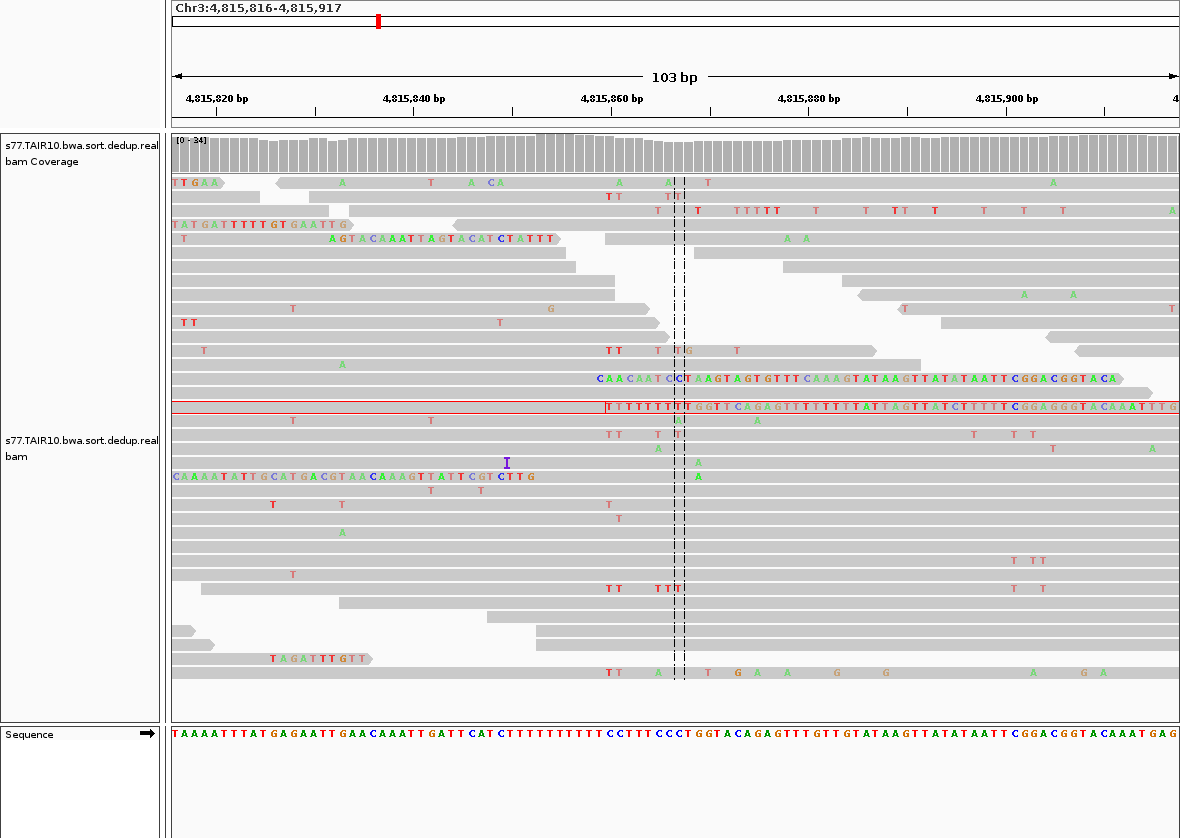 Chr3:4,815,816-4,815,917
103 bp
4,815,820 bp 4,815,840 bp 4,815,860 bp 4,815,880 bp 4,815,900 bp 4
s77.TAIR10.bwa.sort.dedup.real
bam Coverage
[0 - 34]
TTGAA A T A CA A A T A
TT TT
T T TTTTT T T TT T T T T A
TATGATTTTTGTGAATTG
T AGTACAAATTAGTACATCTATTT A A
A A
T G T T
TT T
T TT T TG T
A
CAACAATCCTAAGTAGTGTTTCAAAGTATAAGTTATATAATTCGGACGGTACA
TTTTTTTTTGGTTCAGAGTTTTTTTATTAGTTATCTTTTTCGGAGGGTACAAATTTG
T T A A
TT T T T T T
s77.TAIR10.bwa.sort.dedup.real
bam
A T A
I A
CAAAATATTGCATGACGTAACAAAGTTATTCGTCTTG A
T T
T T T
T
A
T TT
T
TT TTT T T
TAGATTTGTT
TT A T G A A G G A G A
Sequence
TAAAATTTATGAGAATTGAACAAATTGATTCATCTTTTTTTTTTCCTTTCCCTGGTACAGAGTTTGTTGTATAAGTTATATAATTCGGACGGTACAAATGAG